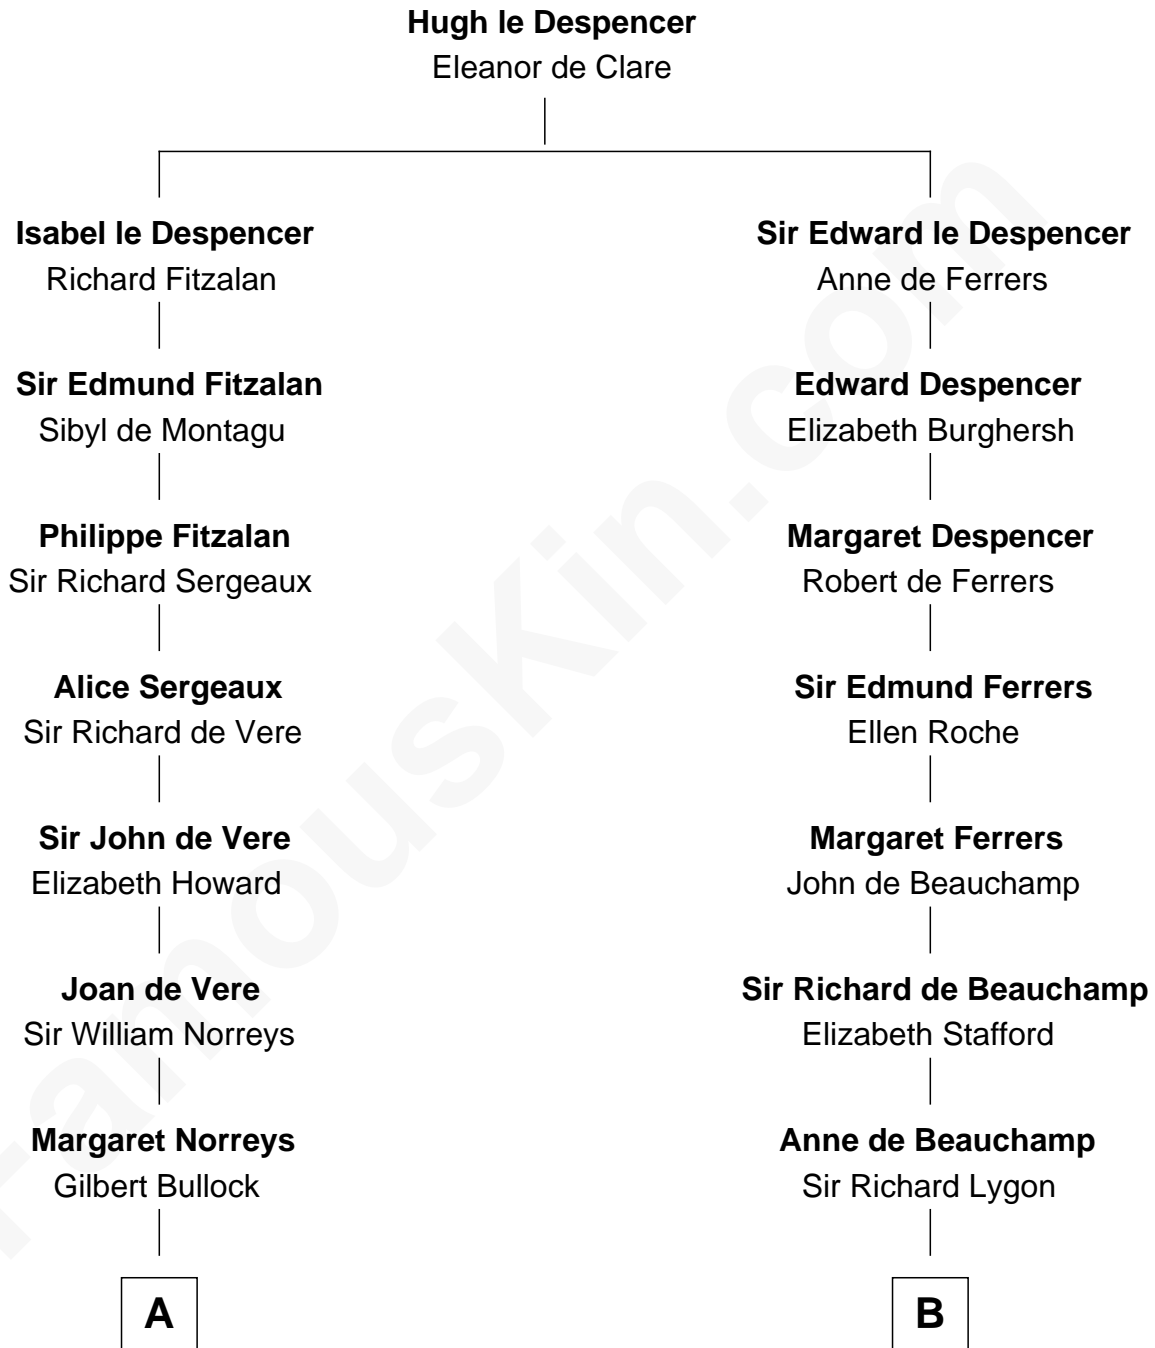 Hugh le Despencer
Eleanor de Clare
Isabel le Despencer
Richard Fitzalan
Sir Edmund Fitzalan
Sibyl de Montagu
Philippe Fitzalan
Sir Richard Sergeaux
Alice Sergeaux
Sir Richard de Vere
Sir John de Vere
Elizabeth Howard
Joan de Vere
Sir William Norreys
Margaret Norreys
Gilbert Bullock
A
Sir Edward le Despencer
Anne de Ferrers
Edward Despencer
Elizabeth Burghersh
Margaret Despencer
Robert de Ferrers
Sir Edmund Ferrers
Ellen Roche
Margaret Ferrers
John de Beauchamp
Sir Richard de Beauchamp
Elizabeth Stafford
Anne de Beauchamp
Sir Richard Lygon
B
FamousKin.com